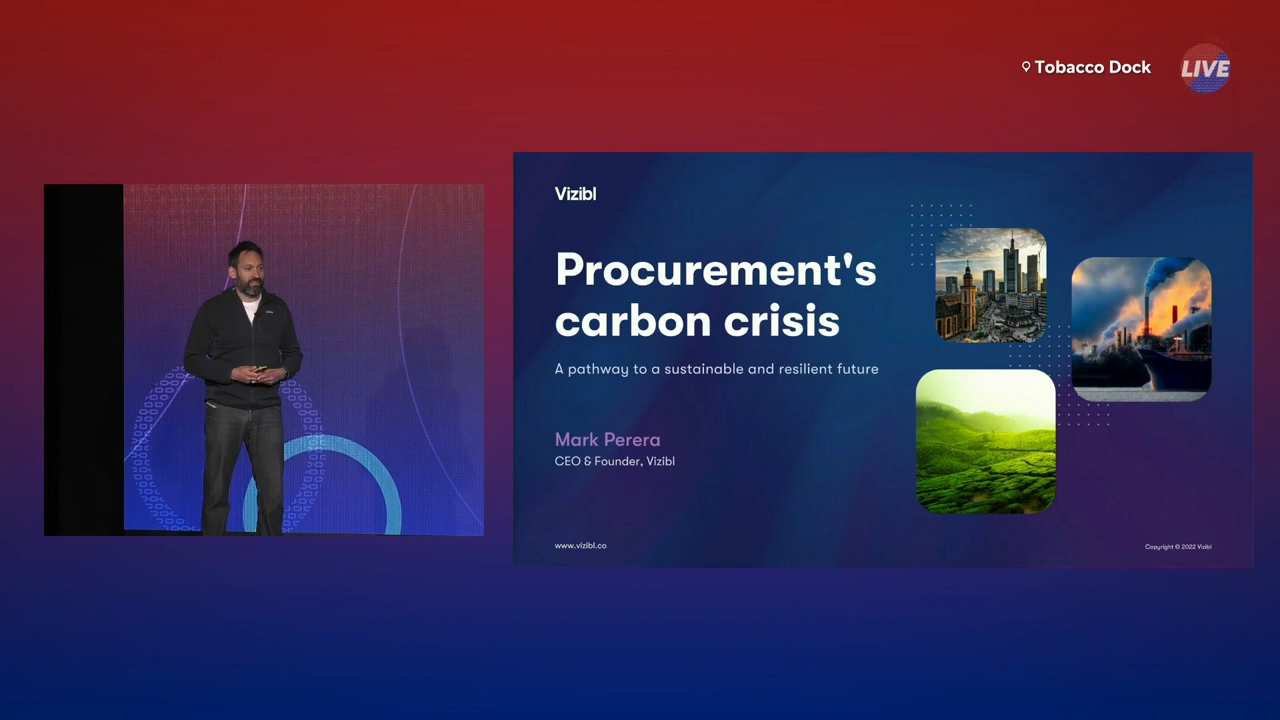 Tobacco Dock
LIVE
Vizibl
Procurement's
carbon crisis
A pathway to a sustainable and resilient future
Mark Perera
CEO & Founder, Vizibl
www.vizibl.co
Copyright © 2022 Vizibl